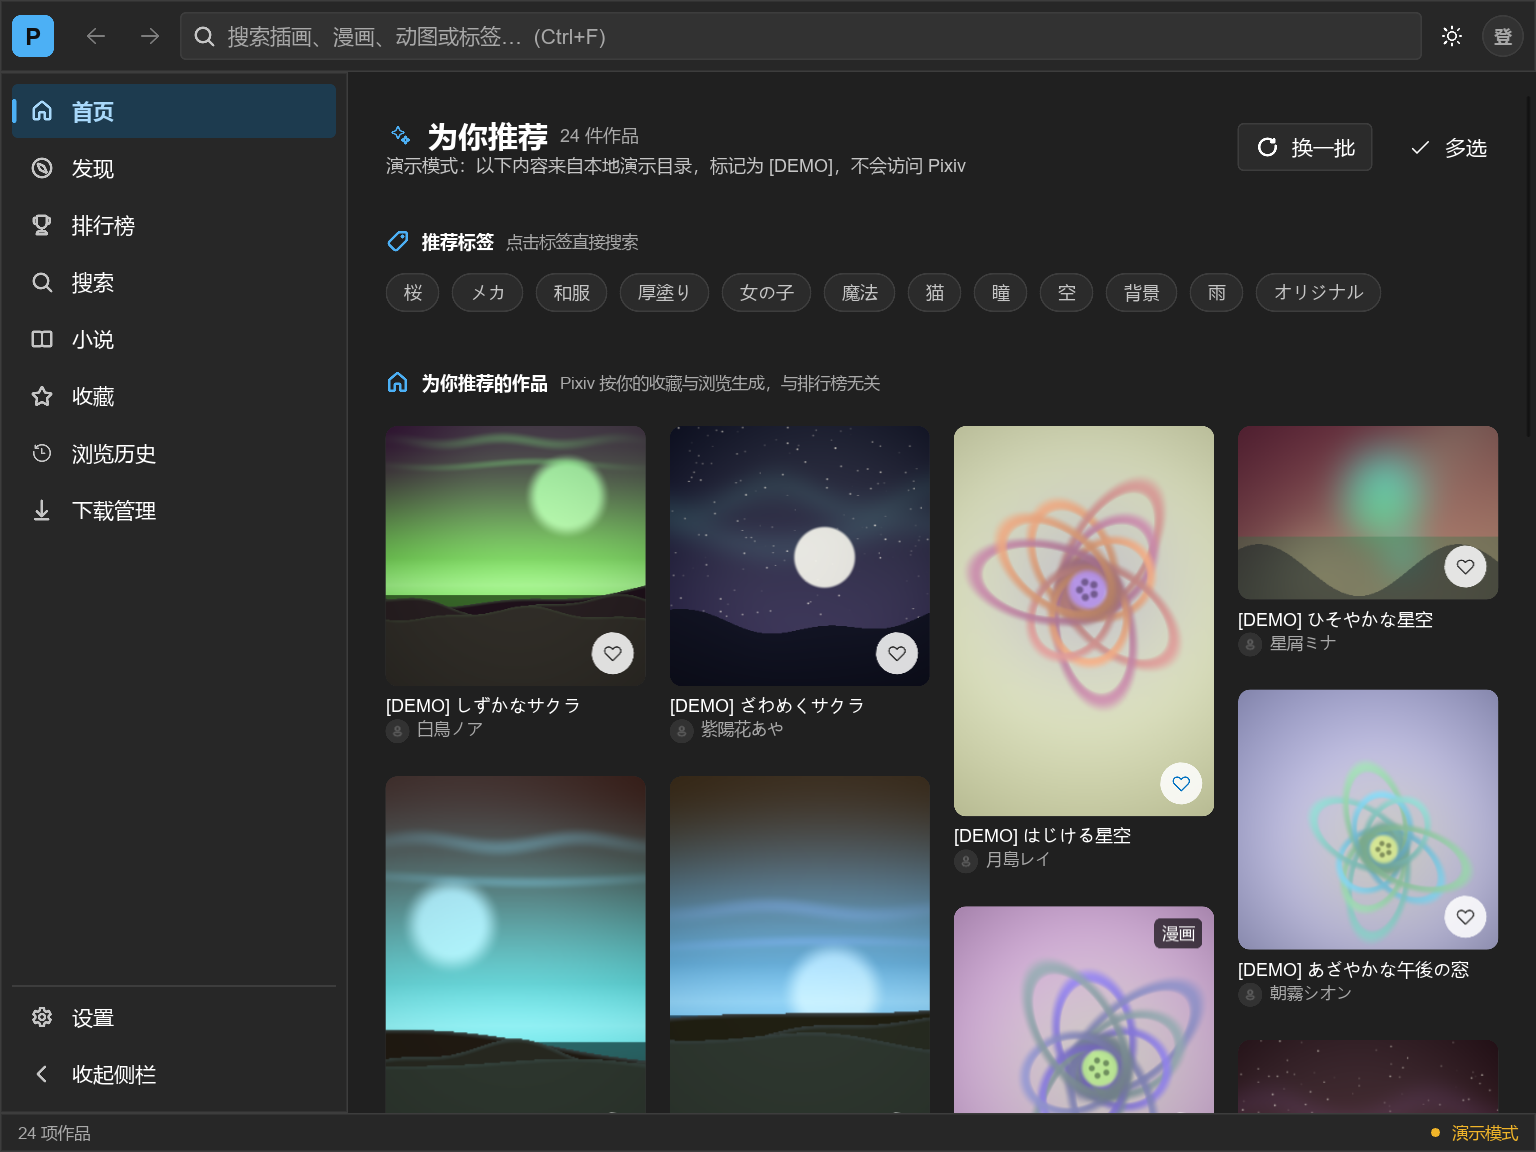 P
搜索插画、漫画、动图或标签... (Ctrl+F)
登
首页
发现
排行榜
搜索
小说
收藏
浏览历史
下载管理
设置
收起侧栏
为你推荐 24 件作品
演示模式：以下内容来自本地演示目录，标记为 [DEMO]，不会访问 Pixiv
换一批
多选
推荐标签 点击标签直接搜索
桜 メカ 和服 厚塗り 女の子 魔法 猫 瞳 空 背景 雨 オリジナル
为你推荐的作品 Pixiv 按你的收藏与浏览生成，与排行榜无关
[DEMO] しずかなサクラ
白鳥ノア
[DEMO] ざわめくサクラ
紫陽花あや
[DEMO] はじける星空
月島レイ
[DEMO] ひそやかな星空
星屑ミナ
漫画
[DEMO] あざやかな午後の窓
朝霧シオン
24 项作品
演示模式